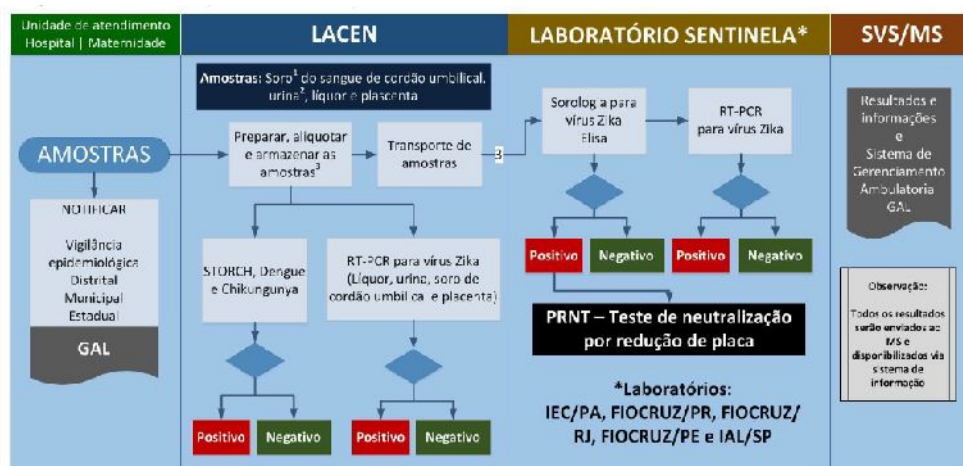 Unidade de atendimento
Hospital | Maternidade
LACEN
LABORATÓRIO SENTINELA*
SVS/MS
Amostras: Soro¹ do sangue de cordão umbilical,
urina², líquor e plascenta
AMOSTRAS
NOTIFICAR
Vigilância
epidemiológica
Distrital
Municipal
Estadual
GAL
Preparar, aliquotar
e armazenar as
amostras³
Transporte de
amostras
3
STORCH, Dengue
e Chikungunya
RT-PCR para vírus Zika
(Líquor, urina, soro de
cordão umbilical e placenta)
Positivo
Negativo
Positivo
Negativo
Sorologia para
vírus Zika
Elisa
RT-PCR
para vírus Zika
Positivo
Negativo
Positivo
Negativo
PRNT – Teste de neutralização
por redução de placa
*Laboratórios:
IEC/PA, FIOCRUZ/PR, FIOCRUZ/
RJ, FIOCRUZ/PE e IAL/SP
Resultados e
informações
e
Sistema de
Gerenciamento
Ambulatoria
GAL
Observação:
Todos os resultados
serão enviados ao
MS e
disponibilizados via
sistema de
informação